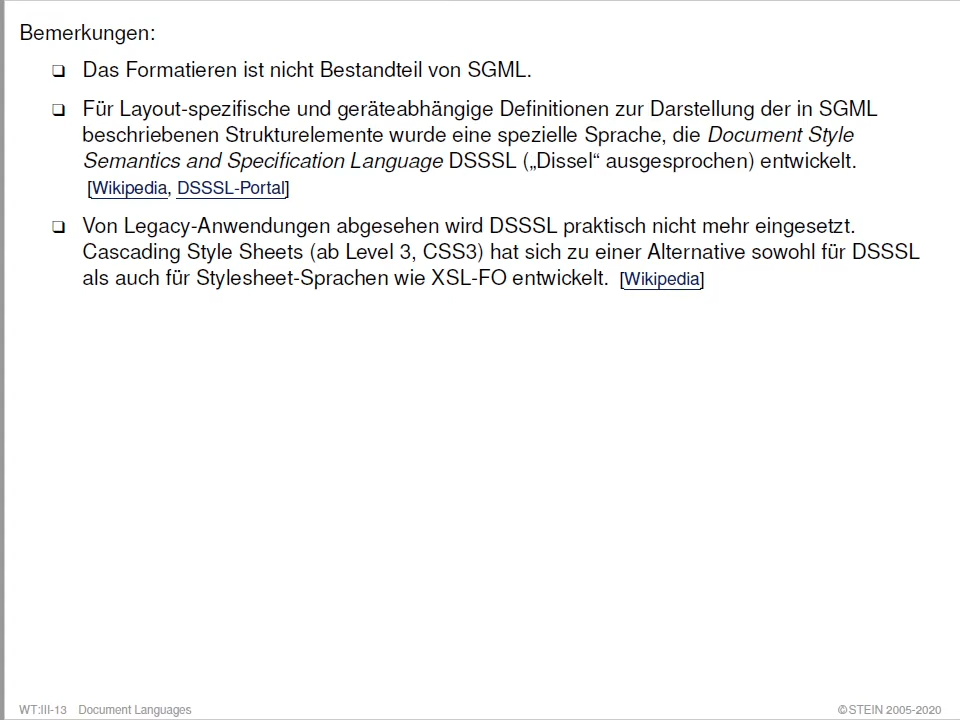 Bemerkungen:
❑ Das Formatieren ist nicht Bestandteil von SGML.
❑ Für Layout-spezifische und geräteabhängige Definitionen zur Darstellung der in SGML
beschriebenen Strukturelemente wurde eine spezielle Sprache, die Document Style
Semantics and Specification Language DSSSL („Dissel“ ausgesprochen) entwickelt.
[Wikipedia, DSSSL-Portal]
❑ Von Legacy-Anwendungen abgesehen wird DSSSL praktisch nicht mehr eingesetzt.
Cascading Style Sheets (ab Level 3, CSS3) hat sich zu einer Alternative sowohl für DSSSL
als auch für Stylesheet-Sprachen wie XSL-FO entwickelt. [Wikipedia]
WT:III-13 Document Languages
©STEIN 2005-2020